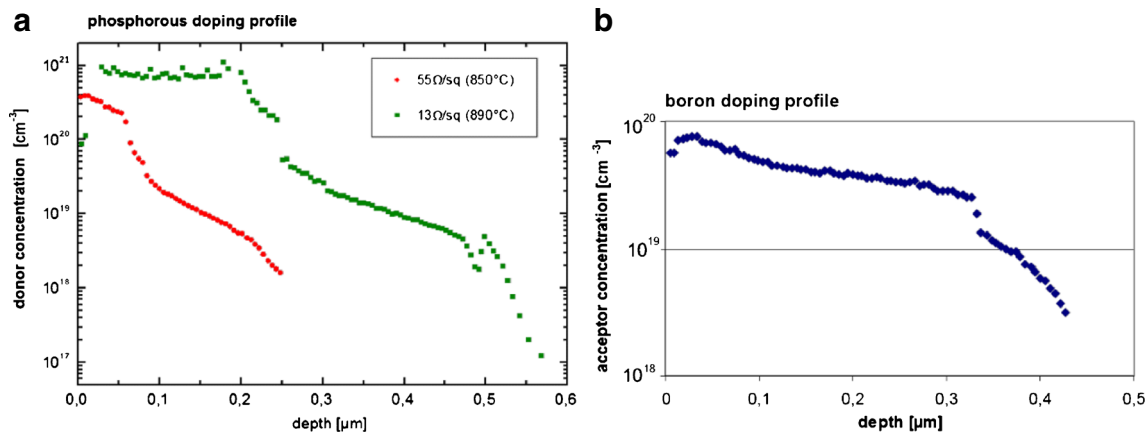 a
phosphorous doping profile
donor concentration [cm⁻³]
10²¹
10²⁰
10¹⁹
10¹⁸
10¹⁷
55Ω/sq (850°C)
13Ω/sq (890°C)
0,0 0,1 0,2 0,3 0,4 0,5 0,6
depth [µm]
b
boron doping profile
acceptor concentration [cm ⁻³]
10²⁰
10¹⁹
10¹⁸
0 0,1 0,2 0,3 0,4 0,5
depth [µm]